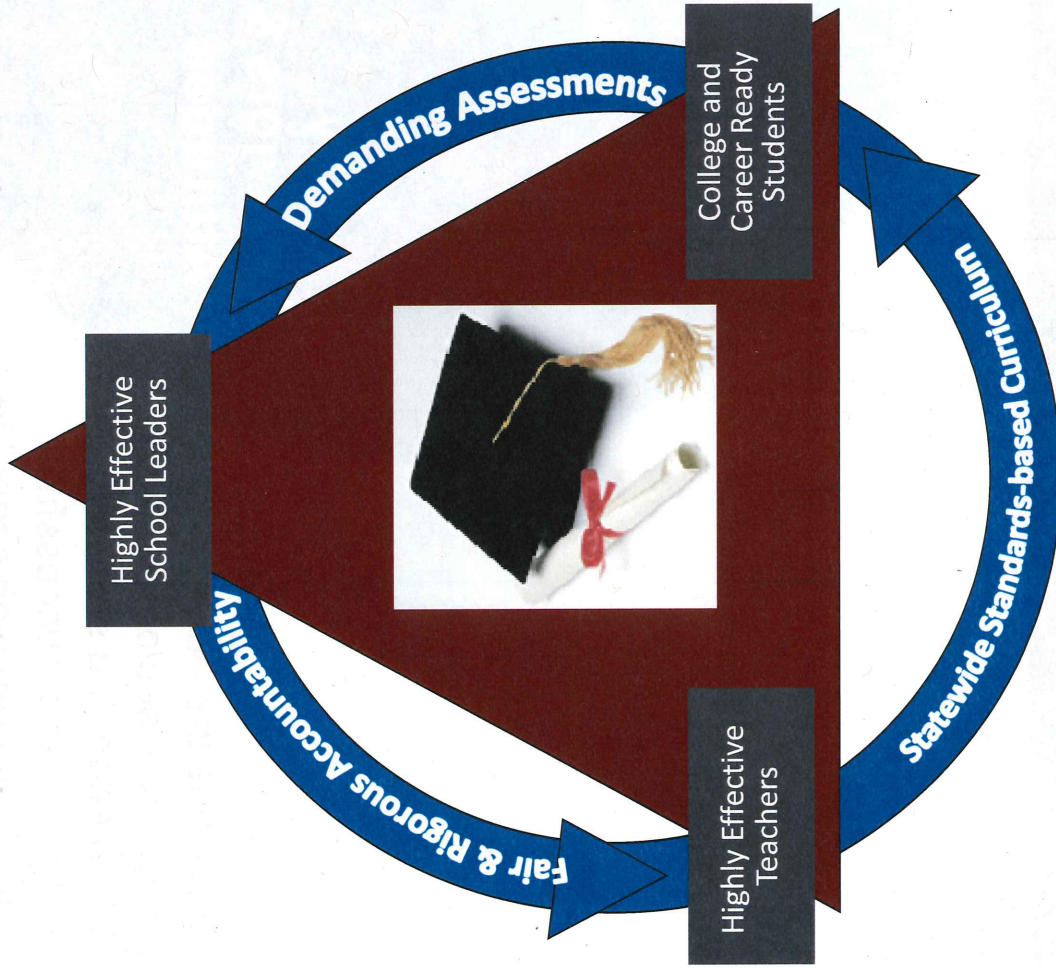 Highly Effective
School Leaders
Demanding Assessments
College and
Career Ready
Students
Fair & Rigorous Accountability
Highly Effective
Teachers
Statewide Standards-based Curriculum